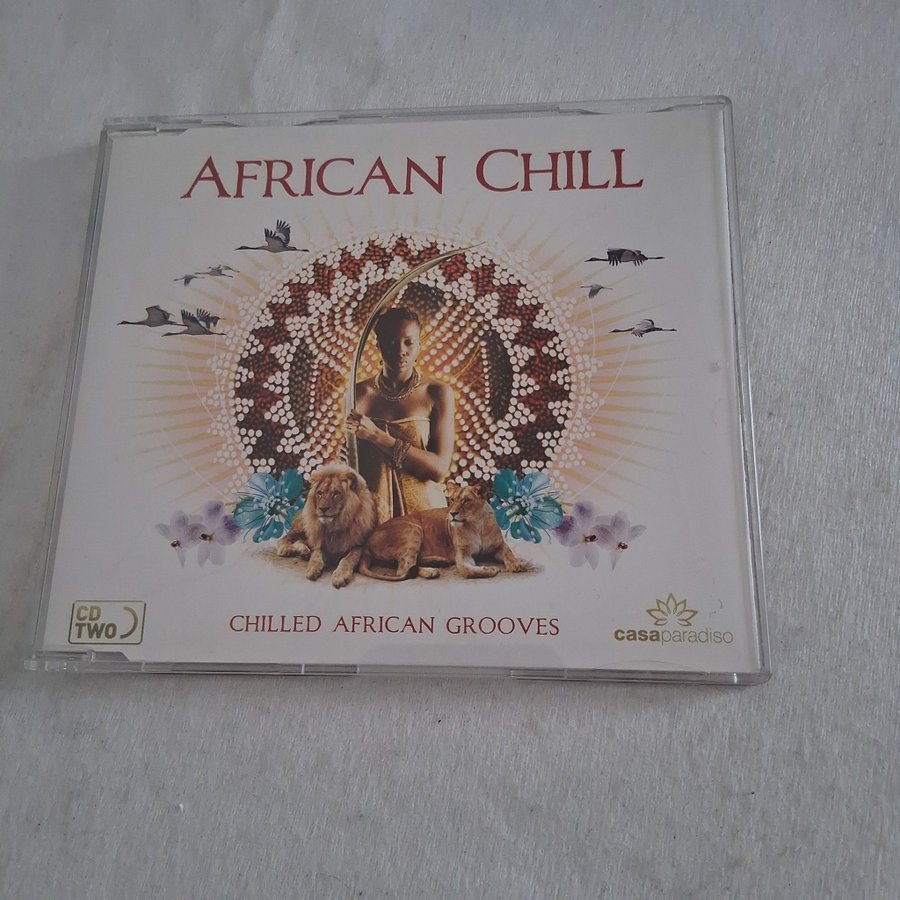 AFRICAN CHILL
CD
TWO
CHILLED AFRICAN GROOVES
casaparadiso